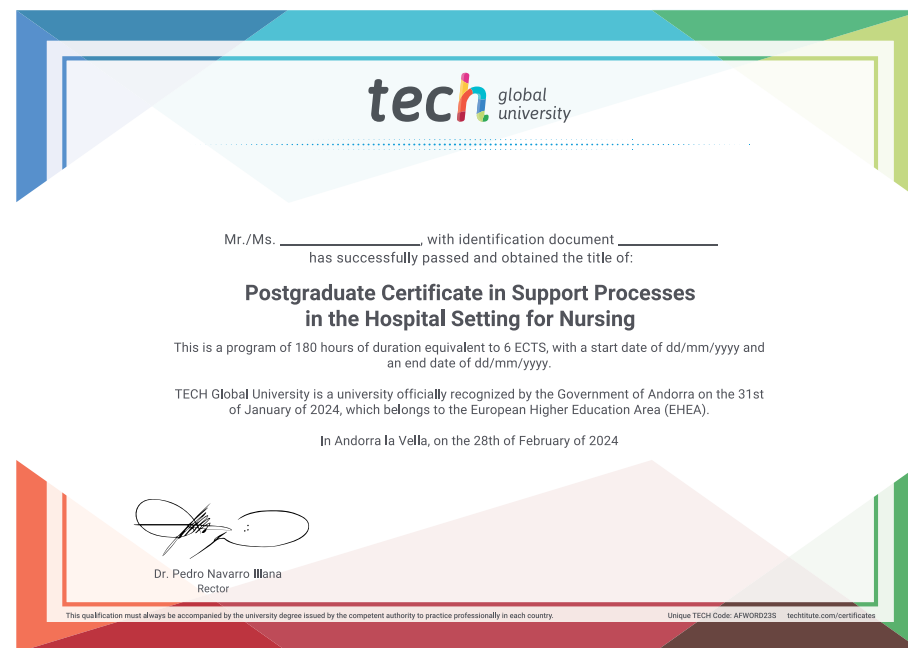 tech global university
Mr./Ms. ____________, with identification document ____________
has successfully passed and obtained the title of:
Postgraduate Certificate in Support Processes
in the Hospital Setting for Nursing
This is a program of 180 hours of duration equivalent to 6 ECTS, with a start date of dd/mm/yyyy and
an end date of dd/mm/yyyy.
TECH Global University is a university officially recognized by the Government of Andorra on the 31st
of January of 2024, which belongs to the European Higher Education Area (EHEA).
In Andorra la Vella, on the 28th of February of 2024
Dr. Pedro Navarro Illana
Rector
This qualification must always be accompanied by the university degree issued by the competent authority to practice professionally in each country.
Unique TECH Code: AFWORD23S techtitute.com/certificates